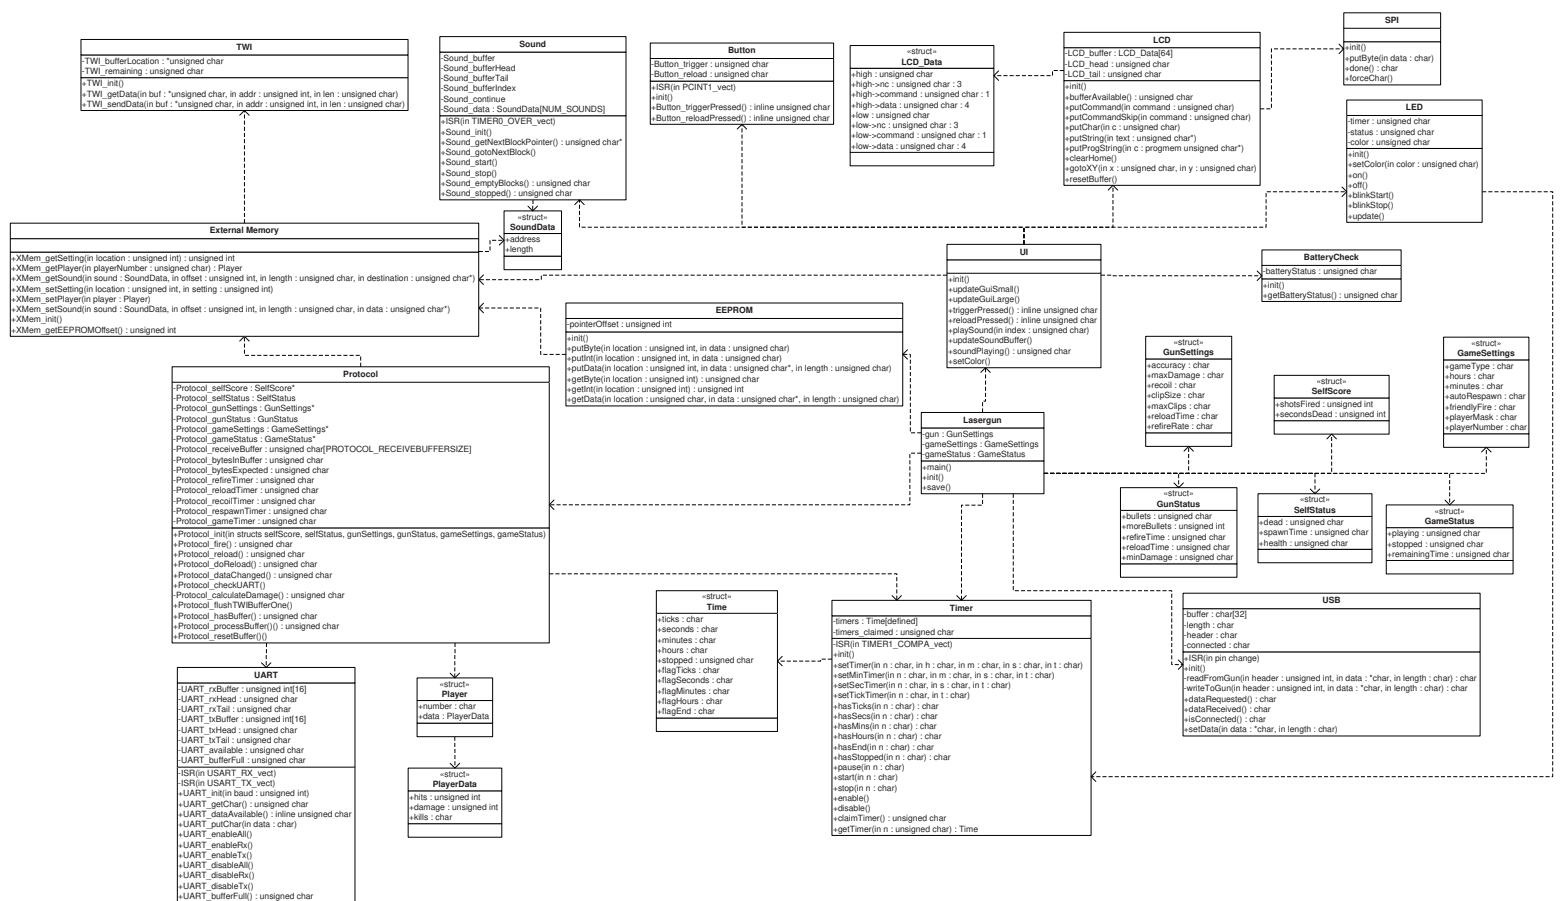 TWI
-TWI_bufferLocation : *unsigned char
-TWI_remaining : unsigned char
+TWI_init()
+TWI_getData(in buf : *unsigned char, in addr : unsigned int, in len : unsigned char)
+TWI_sendData(in buf : *unsigned char, in addr : unsigned int, in len : unsigned char)
Sound
-Sound_buffer
-Sound_bufferHead
-Sound_bufferTail
-Sound_bufferIndex
-Sound_continue
-Sound_data : SoundData[NUM_SOUNDS]
+ISR(in TIMER0_OVER_vect)
+Sound_init()
+Sound_getNextBlockPointer() : unsigned char*
+Sound_gotoNextBlock()
+Sound_start()
+Sound_stop()
+Sound_emptyBlocks() : unsigned char
+Sound_stopped() : unsigned char
Button
-Button_trigger : unsigned char
-Button_reload : unsigned char
+ISR(in PCINT1_vect)
+init()
+Button_triggerPressed() : inline unsigned char
+Button_reloadPressed() : inline unsigned char
«struct»
LCD_Data
+high : unsigned char
+high->nc : unsigned char : 3
+high->command : unsigned char : 1
+high->data : unsigned char : 4
+low : unsigned char
+low->nc : unsigned char : 3
+low->command : unsigned char : 1
+low->data : unsigned char : 4
LCD
-LCD_buffer : LCD_Data[64]
-LCD_head : unsigned char
-LCD_tail : unsigned char
+init()
+bufferAvailable() : unsigned char
+putCommand(in command : unsigned char)
+putCommandSkip(in command : unsigned char)
+putChar(in c : unsigned char)
+putString(in text : unsigned char*)
+putProgString(in c : progmem unsigned char*)
+clearHome()
+gotoXY(in x : unsigned char, in y : unsigned char)
+resetBuffer()
SPI
+init()
+putByte(in data : char)
+done() : char
+forceChar()
LED
-timer : unsigned char
-status : unsigned char
-color : unsigned char
+init()
+setColor(in color : unsigned char)
+on()
+off()
+blinkStart()
+blinkStop()
+update()
«struct»
SoundData
+address
+length
External Memory
+XMem_getSetting(in location : unsigned int) : unsigned int
+XMem_getPlayer(in playerNumber : unsigned char) : Player
+XMem_getSound(in sound : SoundData, in offset : unsigned int, in length : unsigned char, in destination : unsigned char*)
+XMem_setSetting(in location : unsigned int, in setting : unsigned int)
+XMem_setPlayer(in player : Player)
+XMem_setSound(in sound : SoundData, in offset : unsigned int, in length : unsigned char, in data : unsigned char*)
+XMem_init()
+XMem_getEEPROMOffset() : unsigned int
UI
+init()
+updateGuiSmall()
+updateGuiLarge()
+triggerPressed() : inline unsigned char
+reloadPressed() : inline unsigned char
+playSound(in index : unsigned char)
+updateSoundBuffer()
+soundPlaying() : unsigned char
+setColor()
BatteryCheck
-batteryStatus : unsigned char
+init()
+getBatteryStatus() : unsigned char
EEPROM
-pointerOffset : unsigned int
+init()
+putByte(in location : unsigned int, in data : unsigned char)
+putInt(in location : unsigned int, in data : unsigned char)
+putData(in location : unsigned int, in data : unsigned char*, in length : unsigned char)
+getByte(in location : unsigned int) : unsigned char
+getInt(in location : unsigned int) : unsigned int
+getData(in location : unsigned char, in data : unsigned char*, in length : unsigned char)
«struct»
GunSettings
+accuracy : char
+maxDamage : char
+recoil : char
+clipSize : char
+maxClips : char
+reloadTime : char
+refireRate : char
«struct»
SelfScore
+shotsFired : unsigned int
+secondsDead : unsigned int
«struct»
GameSettings
+gameType : char
+hours : char
+minutes : char
+autoRespawn : char
+friendlyFire : char
+playerMask : char
+playerNumber : char
Protocol
-Protocol_selfScore : SelfScore*
-Protocol_selfStatus : SelfStatus
-Protocol_gunSettings : GunSettings*
-Protocol_gunStatus : GunStatus
-Protocol_gameSettings : GameSettings*
-Protocol_gameStatus : GameStatus*
-Protocol_receiveBuffer : unsigned char[PROTOCOL_RECEIVEBUFFERSIZE]
-Protocol_bytesInBuffer : unsigned char
-Protocol_bytesExpected : unsigned char
-Protocol_refireTimer : unsigned char
-Protocol_reloadTimer : unsigned char
-Protocol_recoilTimer : unsigned char
-Protocol_respawnTimer : unsigned char
-Protocol_gameTimer : unsigned char
+Protocol_init(in structs selfScore, selfStatus, gunSettings, gunStatus, gameSettings, gameStatus)
+Protocol_fire() : unsigned char
+Protocol_reload() : unsigned char
+Protocol_doReload() : unsigned char
+Protocol_dataChanged() : unsigned char
+Protocol_checkUART()
-Protocol_calculateDamage() : unsigned char
+Protocol_flushTWIBufferOne()
+Protocol_hasBuffer() : unsigned char
+Protocol_processBuffer()() : unsigned char
+Protocol_resetBuffer()()
Lasergun
-gun : GunSettings
-gameSettings : GameSettings
-gameStatus : GameStatus
+main()
+init()
+save()
«struct»
GunStatus
+bullets : unsigned char
+moreBullets : unsigned int
+refireTime : unsigned char
+reloadTime : unsigned char
+minDamage : unsigned char
«struct»
SelfStatus
+dead : unsigned char
+spawnTime : unsigned char
+health : unsigned char
«struct»
GameStatus
+playing : unsigned char
+stopped : unsigned char
+remainingTime : unsigned char
«struct»
Time
+ticks : char
+seconds : char
+minutes : char
+hours : char
+stopped : unsigned char
+flagTicks : char
+flagSeconds : char
+flagMinutes : char
+flagHours : char
+flagEnd : char
Timer
-timers : Time[defined]
-timers_claimed : unsigned char
-ISR(in TIMER1_COMPA_vect)
+init()
+setTimer(in n : char, in h : char, in m : char, in s : char, in t : char)
+setMinTimer(in n : char, in m : char, in s : char, in t : char)
+setSecTimer(in n : char, in s : char, in t : char)
+setTickTimer(in n : char, in t : char)
+hasTicks(in n : char) : char
+hasSecs(in n : char) : char
+hasMins(in n : char) : char
+hasHours(in n : char) : char
+hasEnd(in n : char) : char
+hasStopped(in n : char) : char
+pause(in n : char)
+start(in n : char)
+stop(in n : char)
+enable()
+disable()
+claimTimer() : unsigned char
+getTimer(in n : unsigned char) : Time
USB
-buffer : char[32]
-length : char
-header : char
-connected : char
+ISR(in pin change)
+init()
-readFromGun(in header : unsigned int, in data : *char, in length : char) : char
-writeToGun(in header : unsigned int, in data : *char, in length : char) : char
+dataRequested() : char
+dataReceived() : char
+isConnected() : char
+setData(in data : *char, in length : char)
UART
-UART_rxBuffer : unsigned int[16]
-UART_rxHead : unsigned char
-UART_rxTail : unsigned char
-UART_txBuffer : unsigned int[16]
-UART_txHead : unsigned char
-UART_txTail : unsigned char
-UART_available : unsigned char
-UART_bufferFull : unsigned char
-ISR(in USART_RX_vect)
-ISR(in USART_TX_vect)
+UART_init(in baud : unsigned int)
+UART_getChar() : unsigned char
+UART_dataAvailable() : inline unsigned char
+UART_putChar(in data : char)
+UART_enableAll()
+UART_enableRx()
+UART_enableTx()
+UART_disableAll()
+UART_disableRx()
+UART_disableTx()
+UART_bufferFull() : unsigned char
«struct»
Player
+number : char
+data : PlayerData
«struct»
PlayerData
+hits : unsigned int
+damage : unsigned int
+kills : char